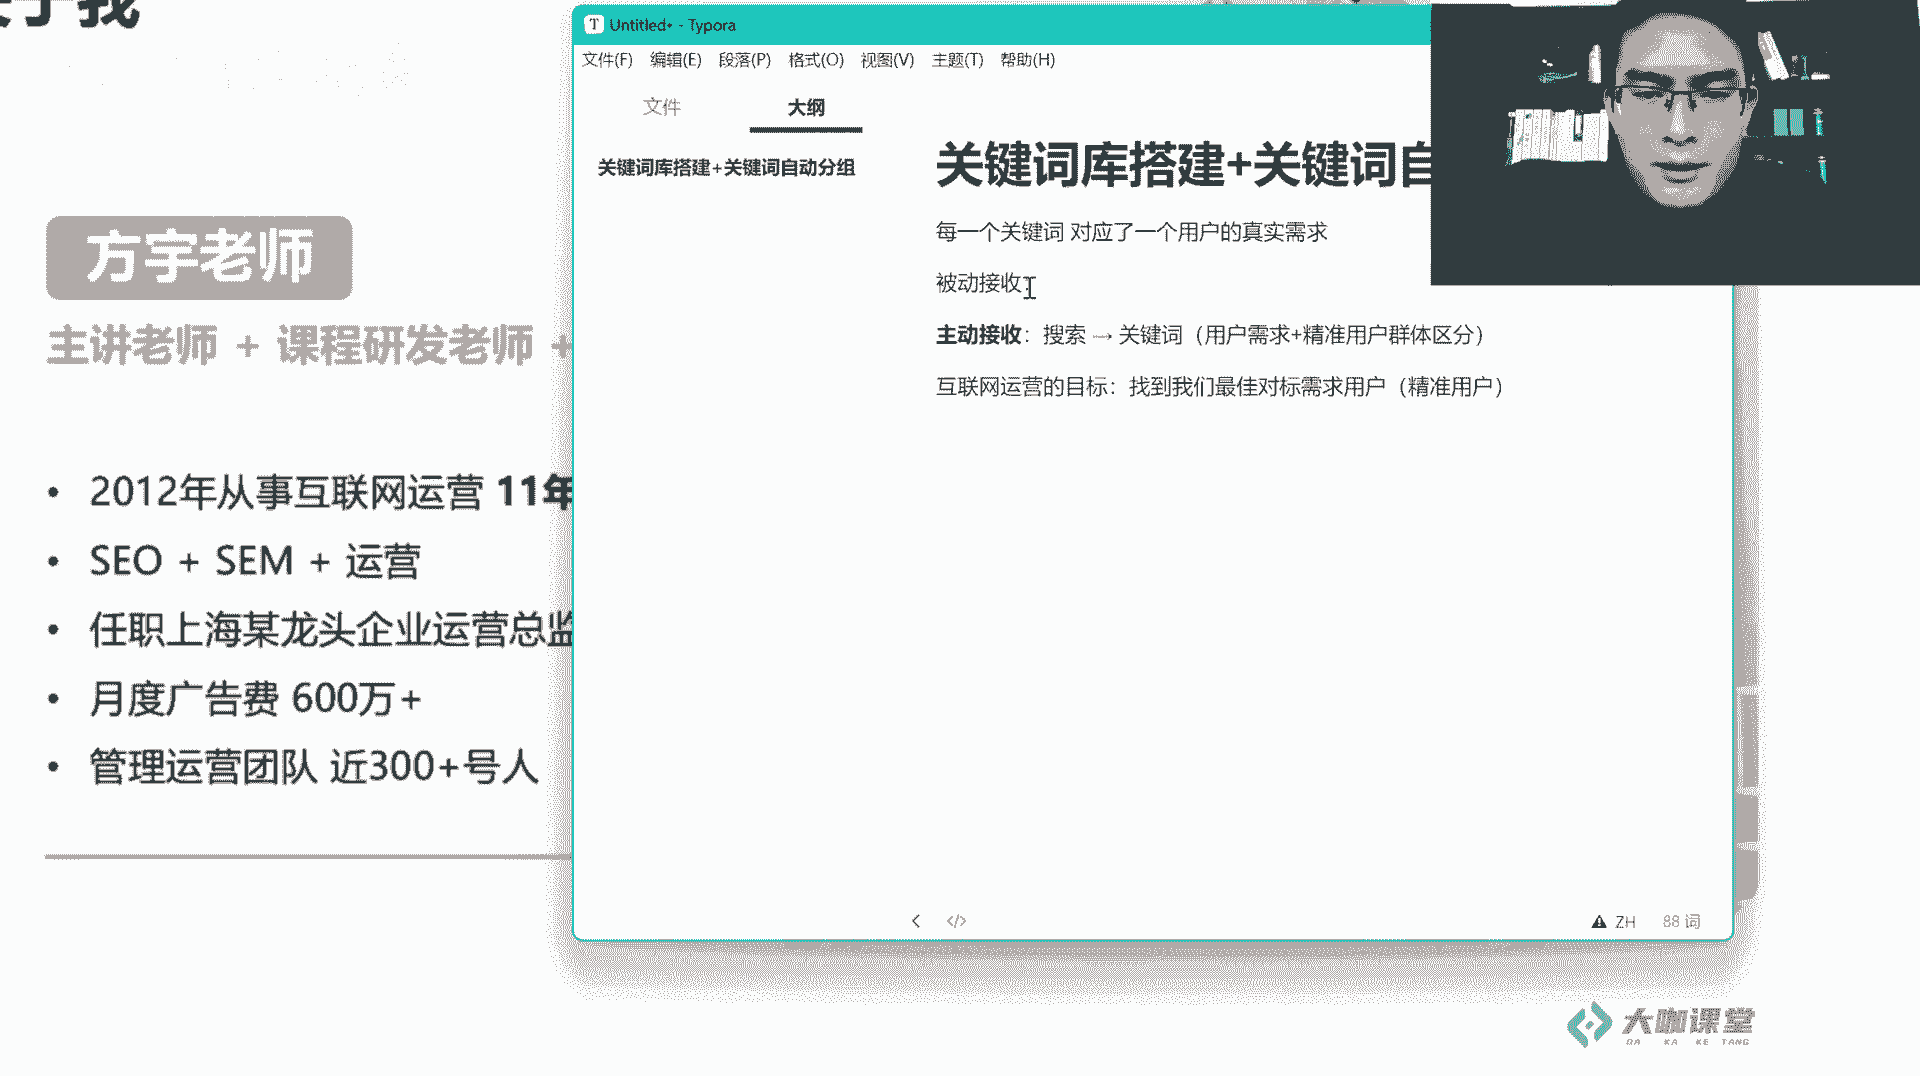 于我
方宇老师
主讲老师 + 课程研发老师 +
2012年从事互联网运营 11年
SEO + SEM + 运营
任职上海某龙头企业运营总监
月度广告费 600万+
管理运营团队 近300+号人
Untitled• - Typora
文件(F) 编辑(E) 段落(P) 格式(O) 视图(V) 主题(T) 帮助(H)
文件 大纲
关键词库搭建+关键词自动分组
关键词库搭建+关键词自
每一个关键词 对应了一个用户的真实需求
被动接收:
主动接收：搜索 → 关键词（用户需求+精准用户群体区分）
互联网运营的目标：找到我们最佳对标需求用户（精准用户）
ZH 88 词
大咖课堂
DA KA KE TANG